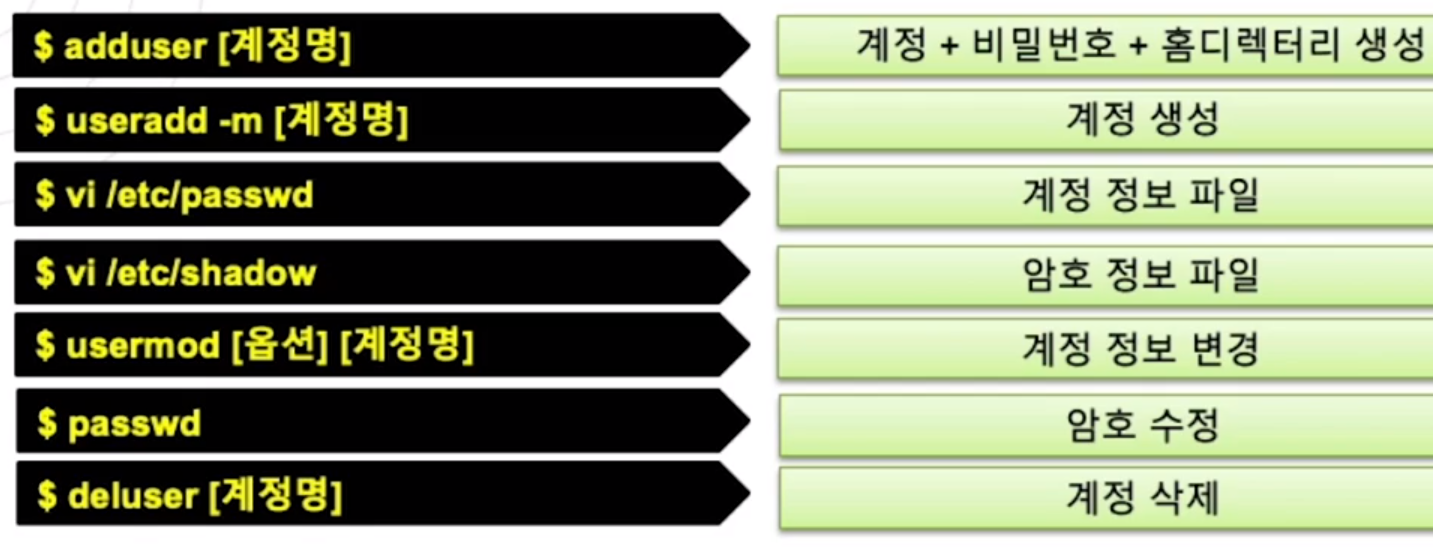 $ adduser [계정명]
계정 + 비밀번호 + 홈디렉터리 생성
$ useradd -m [계정명]
계정 생성
$ vi /etc/passwd
계정 정보 파일
$ vi /etc/shadow
암호 정보 파일
$ usermod [옵션] [계정명]
계정 정보 변경
$ passwd
암호 수정
$ deluser [계정명]
계정 삭제